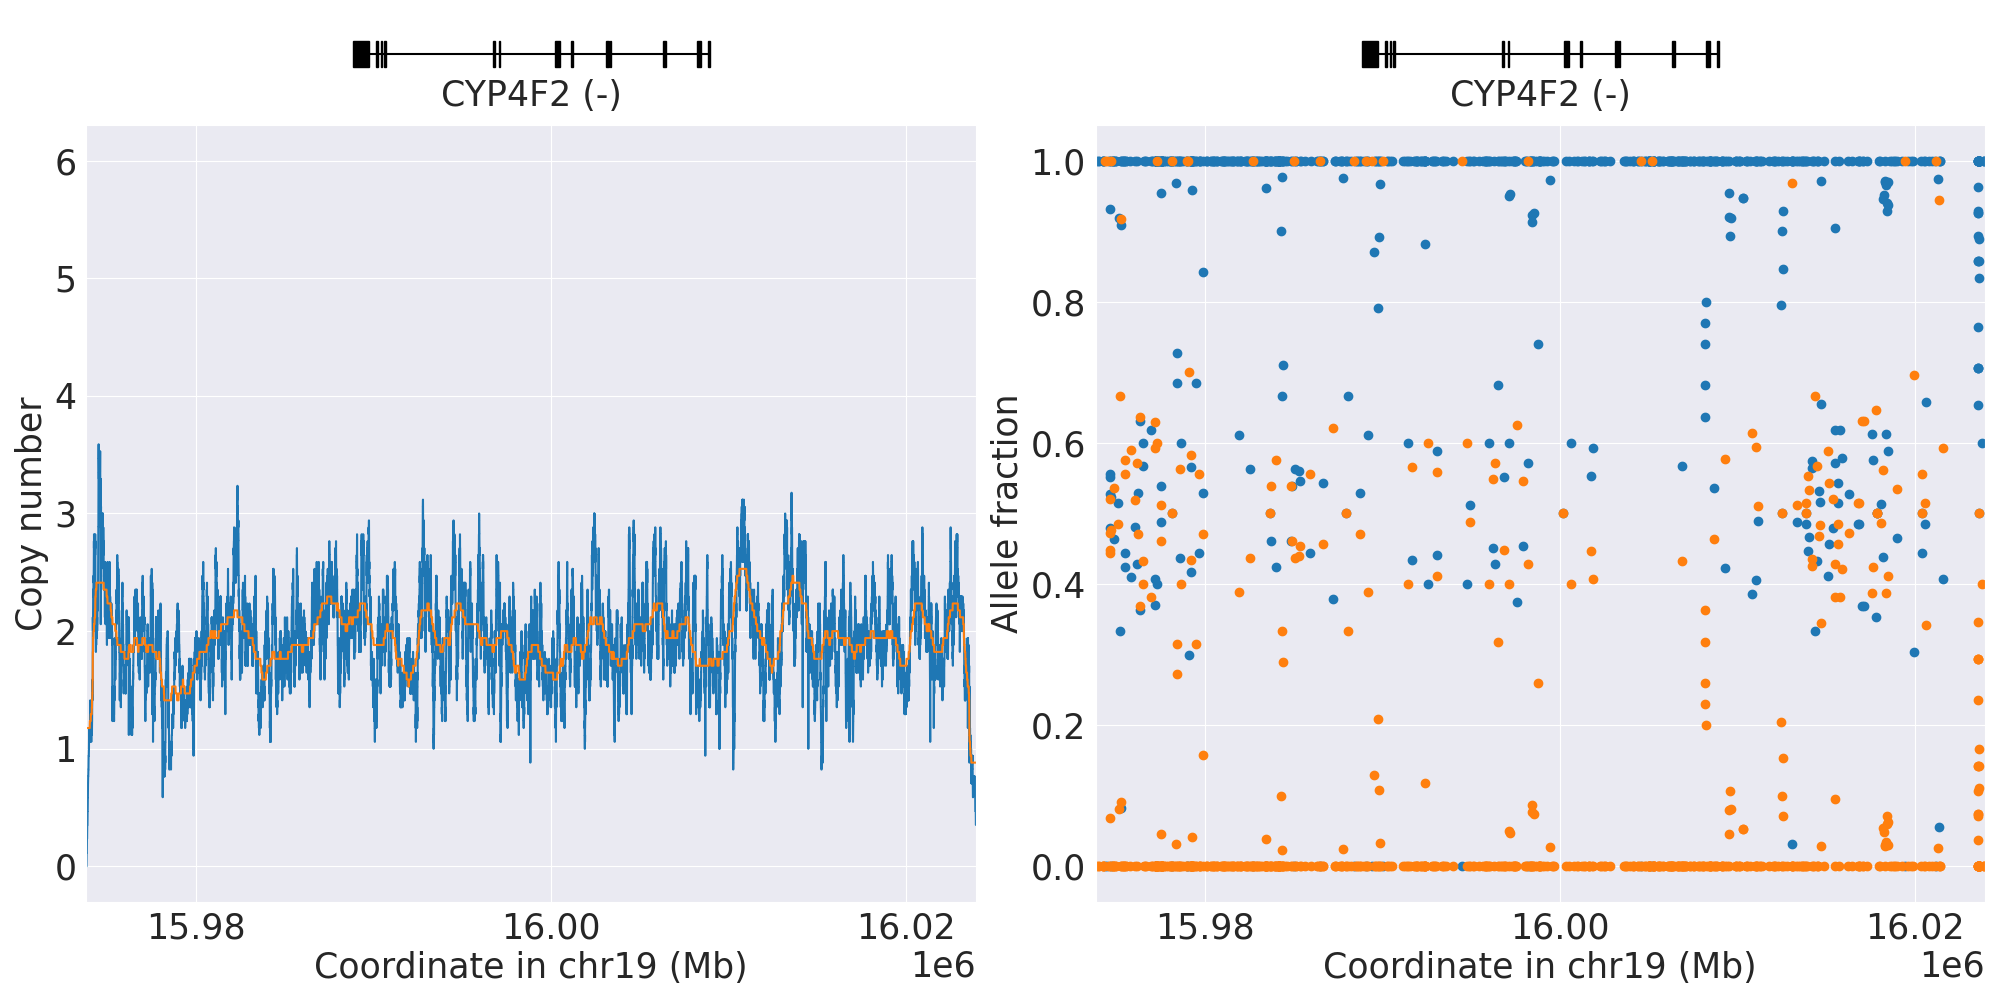 CYP4F2 (-)
Copy number
6
5
4
3
2
1
0
15.98
16.00
16.02
Coordinate in chr19 (Mb)
1e6
CYP4F2 (-)
Allele fraction
1.0
0.8
0.6
0.4
0.2
0.0
15.98
16.00
16.02
Coordinate in chr19 (Mb)
1e6